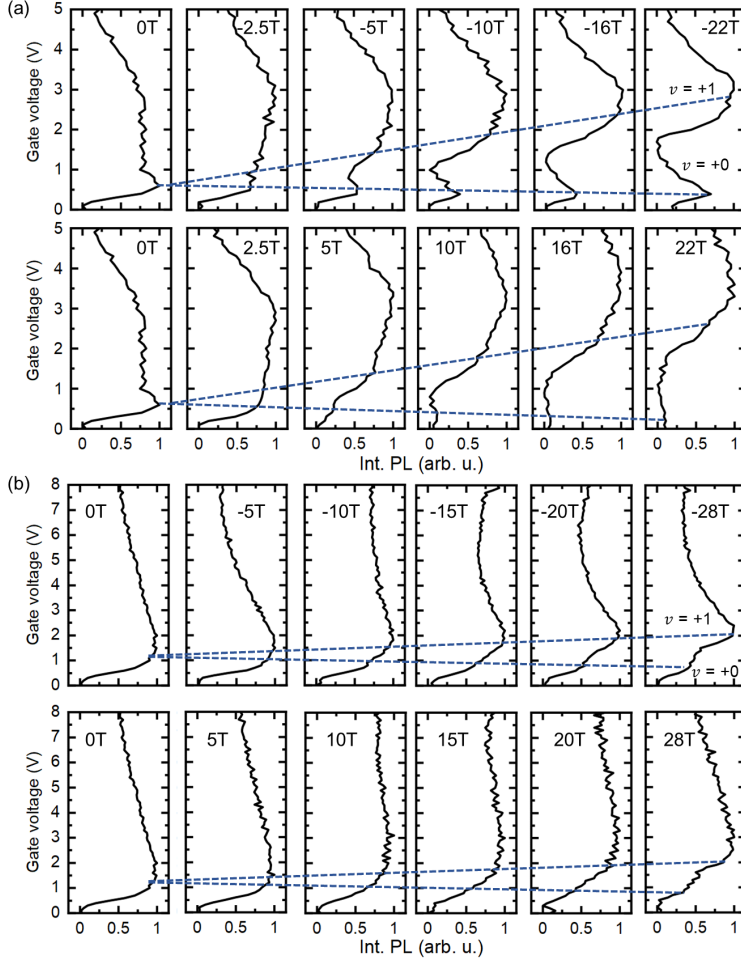 (a)
0T -2.5T -5T -10T -16T -22T
Gate voltage (V)
5
4
3
2
1
0
ν = +1
ν = +0
0T 2.5T 5T 10T 16T 22T
Gate voltage (V)
5
4
3
2
1
0
0 0.5 1 0 0.5 1 0 0.5 1 0 0.5 1 0 0.5 1 0 0.5 1
Int. PL (arb. u.)
(b)
0T -5T -10T -15T -20T -28T
Gate voltage (V)
8
7
6
5
4
3
2
1
0
ν = +1
ν = +0
0T 5T 10T 15T 20T 28T
Gate voltage (V)
8
7
6
5
4
3
2
1
0
0 0.5 1 0 0.5 1 0 0.5 1 0 0.5 1 0 0.5 1 0 0.5 1
Int. PL (arb. u.)